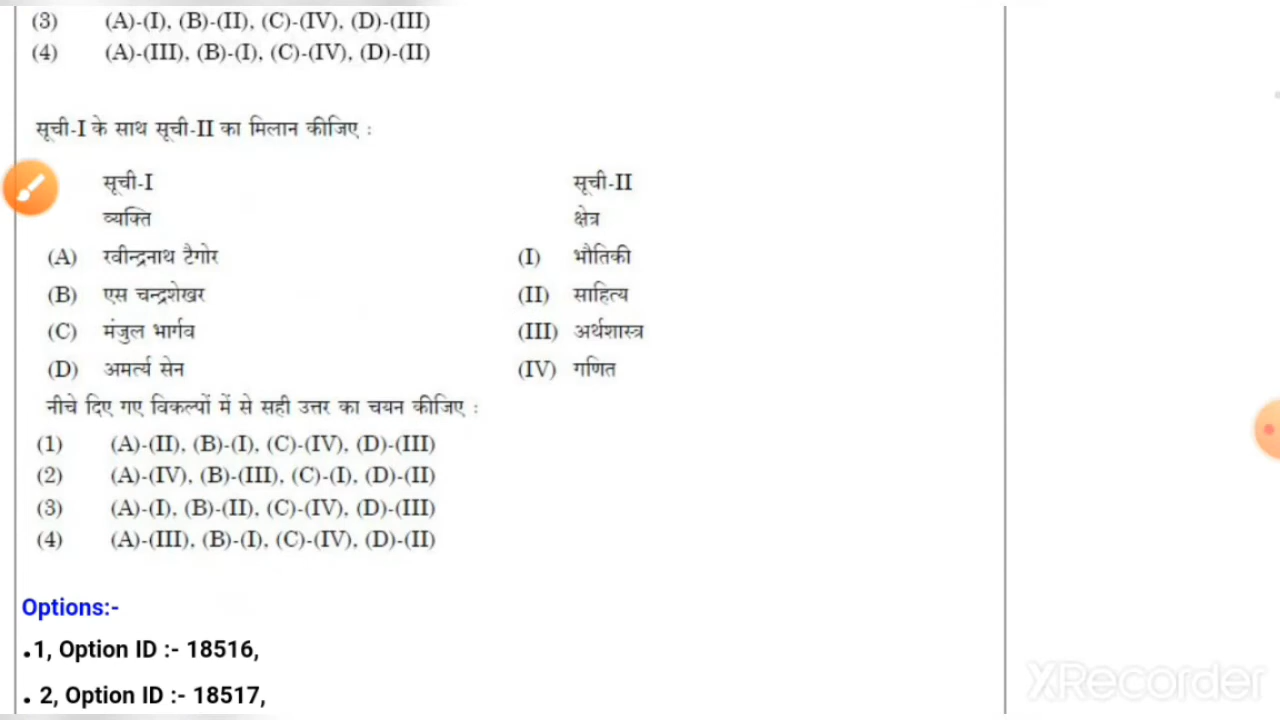 (3) (A)-(I), (B)-(II), (C)-(IV), (D)-(III)
(4) (A)-(III), (B)-(I), (C)-(IV), (D)-(II)
सूची-I के साथ सूची-II का मिलान कीजिए :
सूची-I सूची-II
व्यक्ति क्षेत्र
(A) रवीन्द्रनाथ टैगोर (I) भौतिकी
(B) एस चन्द्रशेखर (II) साहित्य
(C) मंजुल भार्गव (III) अर्थशास्त्र
(D) अमर्त्य सेन (IV) गणित
नीचे दिए गए विकल्पों में से सही उत्तर का चयन कीजिए :
(1) (A)-(II), (B)-(I), (C)-(IV), (D)-(III)
(2) (A)-(IV), (B)-(III), (C)-(I), (D)-(II)
(3) (A)-(I), (B)-(II), (C)-(IV), (D)-(III)
(4) (A)-(III), (B)-(I), (C)-(IV), (D)-(II)
Options:-
.1, Option ID :- 18516,
. 2, Option ID :- 18517,
XRecorder